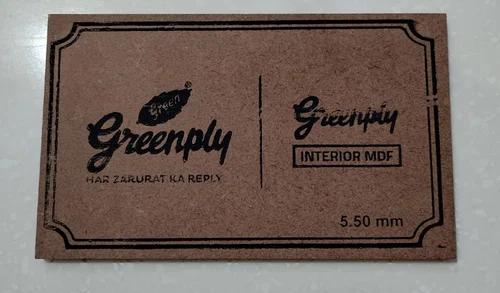 Green ®
Greenply
HAR ZARURAT KA REPLY
Greenply
INTERIOR MDF
5.50 mm